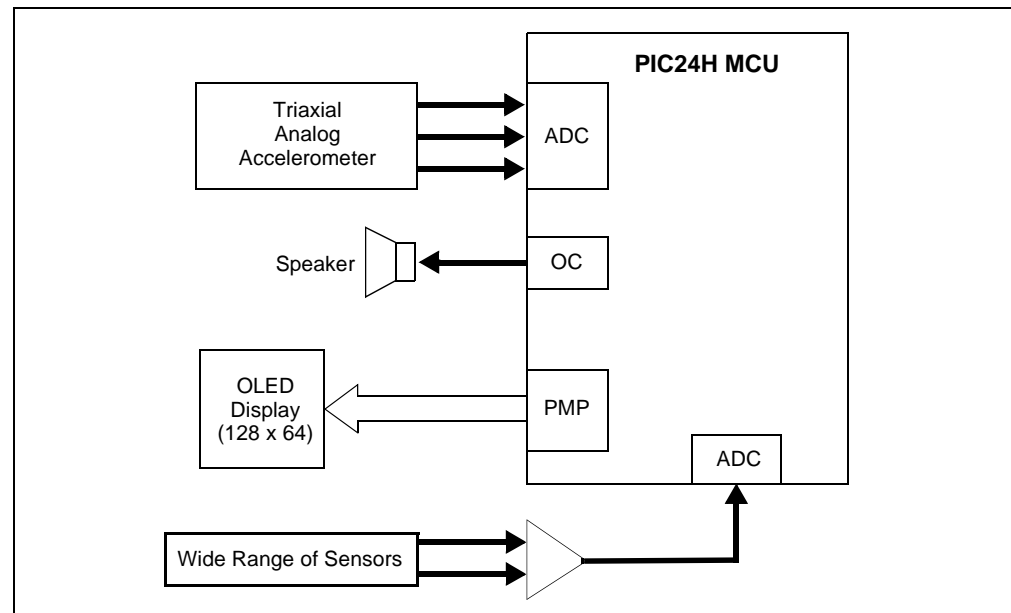 PIC24H MCU
Triaxial
Analog
Accelerometer
ADC
Speaker
OC
OLED
Display
(128 x 64)
PMP
ADC
Wide Range of Sensors